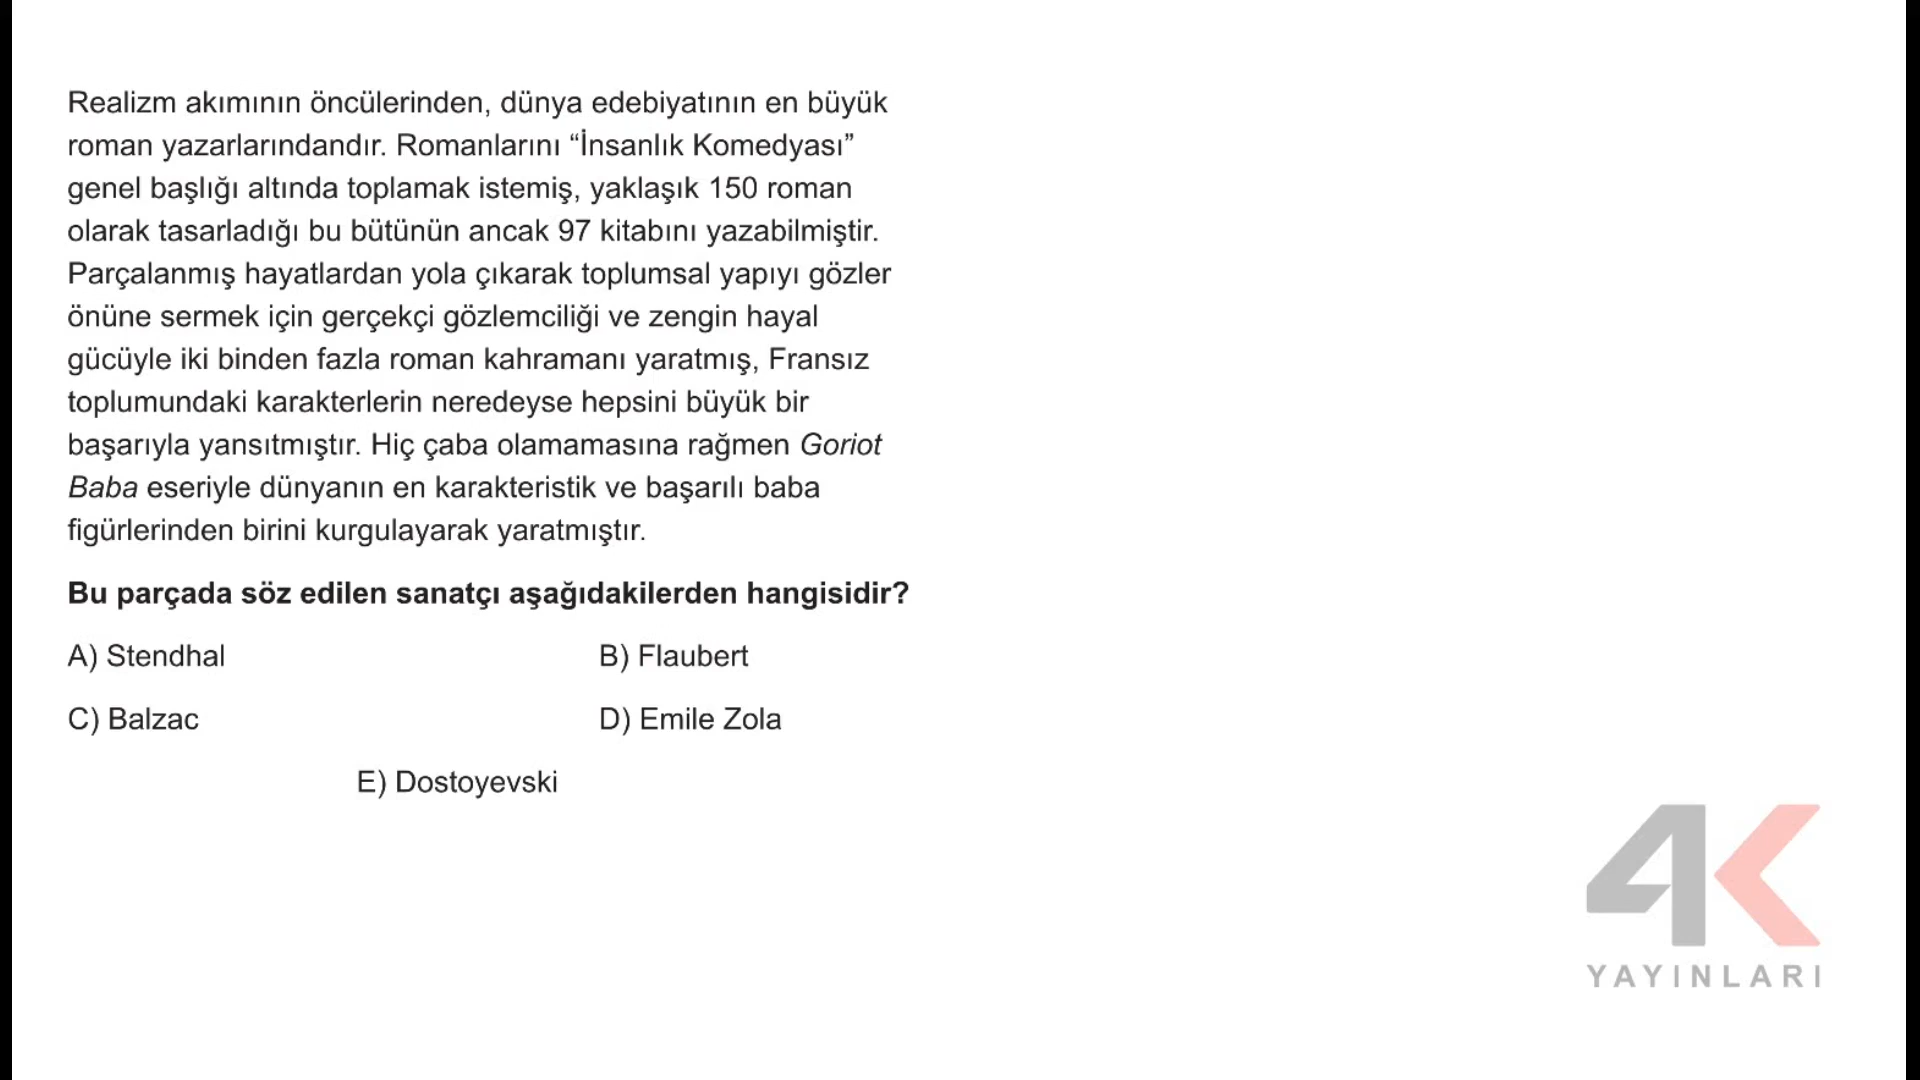 Realizm akımının öncülerinden, dünya edebiyatının en büyük
roman yazarlarındandır. Romanlarını “İnsanlık Komedyası”
genel başlığı altında toplamak istemiş, yaklaşık 150 roman
olarak tasarladığı bu bütünün ancak 97 kitabını yazabilmiştir.
Parçalanmış hayatlardan yola çıkarak toplumsal yapıyı gözler
önüne sermek için gerçekçi gözlemciliği ve zengin hayal
gücüyle iki binden fazla roman kahramanı yaratmış, Fransız
toplumundaki karakterlerin neredeyse hepsini büyük bir
başarıyla yansıtmıştır. Hiç çaba olamamasına rağmen Goriot
Baba eseriyle dünyanın en karakteristik ve başarılı baba
figürlerinden birini kurgulayarak yaratmıştır.
Bu parçada söz edilen sanatçı aşağıdakilerden hangisidir?
A) Stendhal B) Flaubert
C) Balzac D) Emile Zola
E) Dostoyevski
4K
YAYINLARI